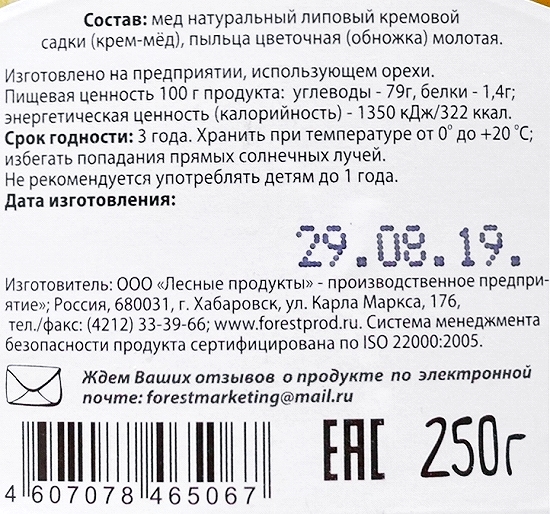 Состав: мед натуральный липовый кремовой
садки (крем-мёд), пыльца цветочная (обножка) молотая.
Изготовлено на предприятии, использующем орехи.
Пищевая ценность 100 г продукта: углеводы - 79г, белки - 1,4г;
энергетическая ценность (калорийность) - 1350 кДж/322 ккал.
Срок годности: 3 года. Хранить при температуре от 0° до +20 °С;
избегать попадания прямых солнечных лучей.
Не рекомендуется употреблять детям до 1 года.
Дата изготовления:
29.08.19.
Изготовитель: ООО «Лесные продукты» - производственное предпри-
ятие»; Россия, 680031, г. Хабаровск, ул. Карла Маркса, 176,
тел./факс: (4212) 33-39-66; www.forestprod.ru. Система менеджмента
безопасности продукта сертифицирована по ISO 22000:2005.
Ждем Ваших отзывов о продукте по электронной
почте: forestmarketing@mail.ru
EAC 250г
4 607078 465067